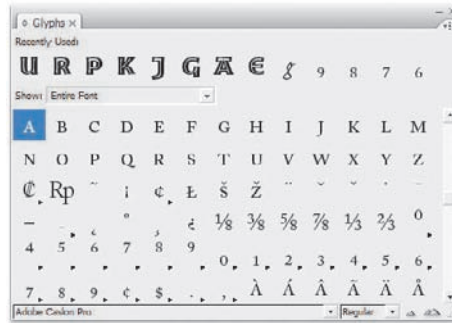 Glyphs
Recently Used:
U R P K J G Æ E g 9 8 7 6
Show: Entire Font
A B C D E F G H I J K L M
N O P Q R S T U V W X Y Z
₡ Rp ˜ ¡ ¢ Ł Š Ž ¨ ˘ ˇ ¸
⅛ ⅜ ⅝ ⅞ ⅓ ⅔ 0
4 5 6 7 8 9 0 1 2 3 4 5 6
7 8 9 ¢ $ . , À Á Â Ã Ä Å
Adobe Caslon Pro Regular